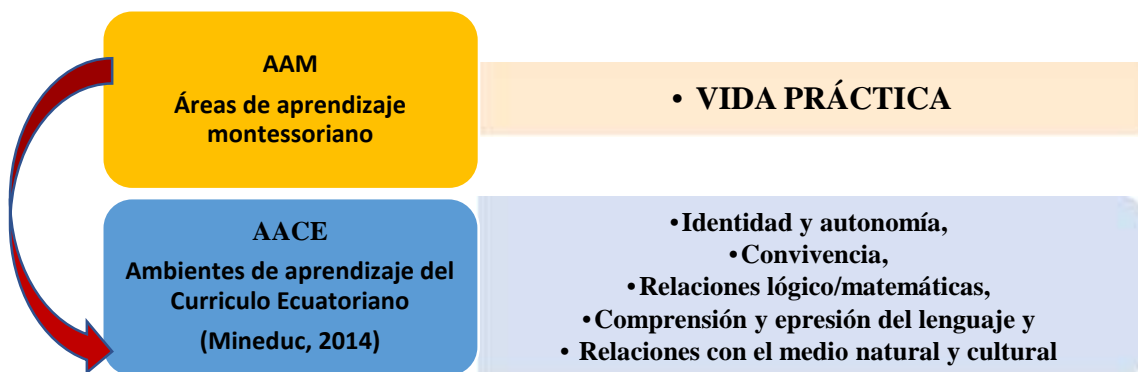 AAM
Áreas de aprendizaje
montessoriano
• VIDA PRÁCTICA
AACE
Ambientes de aprendizaje del
Curriculo Ecuatoriano
(Mineduc, 2014)
•Identidad y autonomía,
•Convivencia,
•Relaciones lógico/matemáticas,
•Comprensión y epresión del lenguaje y
• Relaciones con el medio natural y cultural